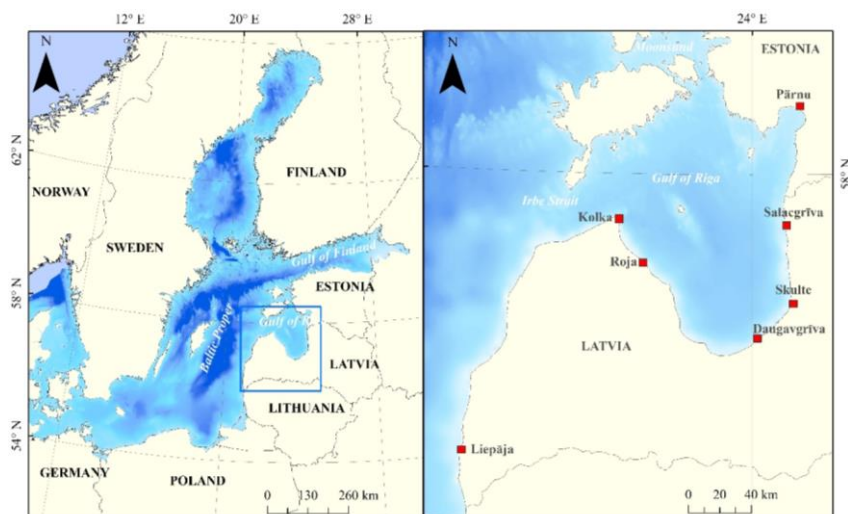 12° E
20° E
28° E
N
62° N
NORWAY
SWEDEN
FINLAND
Gulf of Finland
58° N
ESTONIA
Gulf of R
Baltic Proper
LATVIA
LITHUANIA
54° N
GERMANY
POLAND
0 130 260 km
24° E
N
Moonsund
ESTONIA
Pärnu
58° N
Gulf of Riga
Irbe Strait
Kolka
Salacgrīva
Roja
Skulte
Daugavgrīva
LATVIA
Liepāja
0 20 40 km